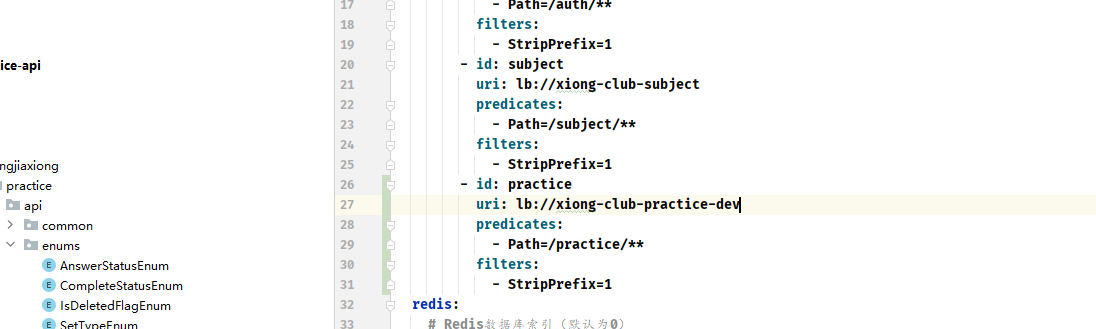 ice-api
ngjiaxiong
practice
api
common
enums
AnswerStatusEnum
CompleteStatusEnum
IsDeletedFlagEnum
SetTypeEnum
17 - Path=/auth/**
18 filters:
19 - StripPrefix=1
20 - id: subject
21 uri: lb://xiong-club-subject
22 predicates:
23 - Path=/subject/**
24 filters:
25 - StripPrefix=1
26 - id: practice
27 uri: lb://xiong-club-practice-dev
28 predicates:
29 - Path=/practice/**
30 filters:
31 - StripPrefix=1
32 redis:
33 # Redis数据库索引（默认为0）